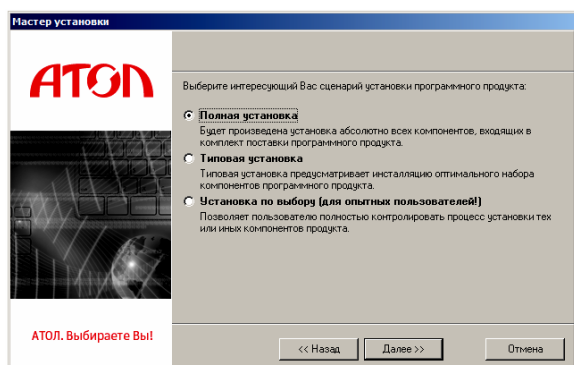 Мастер установки
АТОЛ
Выберите интересующий Вас сценарий установки программного продукта:
Полная установка
Будет произведена установка абсолютно всех компонентов, входящих в
комплект поставки программного продукта.
Типовая установка
Типовая установка предусматривает инсталляцию оптимального набора
компонентов программного продукта.
Установка по выбору (для опытных пользователей!)
Позволяет пользователю полностью контролировать процесс установки тех
или иных компонентов продукта.
АТОЛ. Выбираете Вы!
<< Назад
Далее >>
Отмена